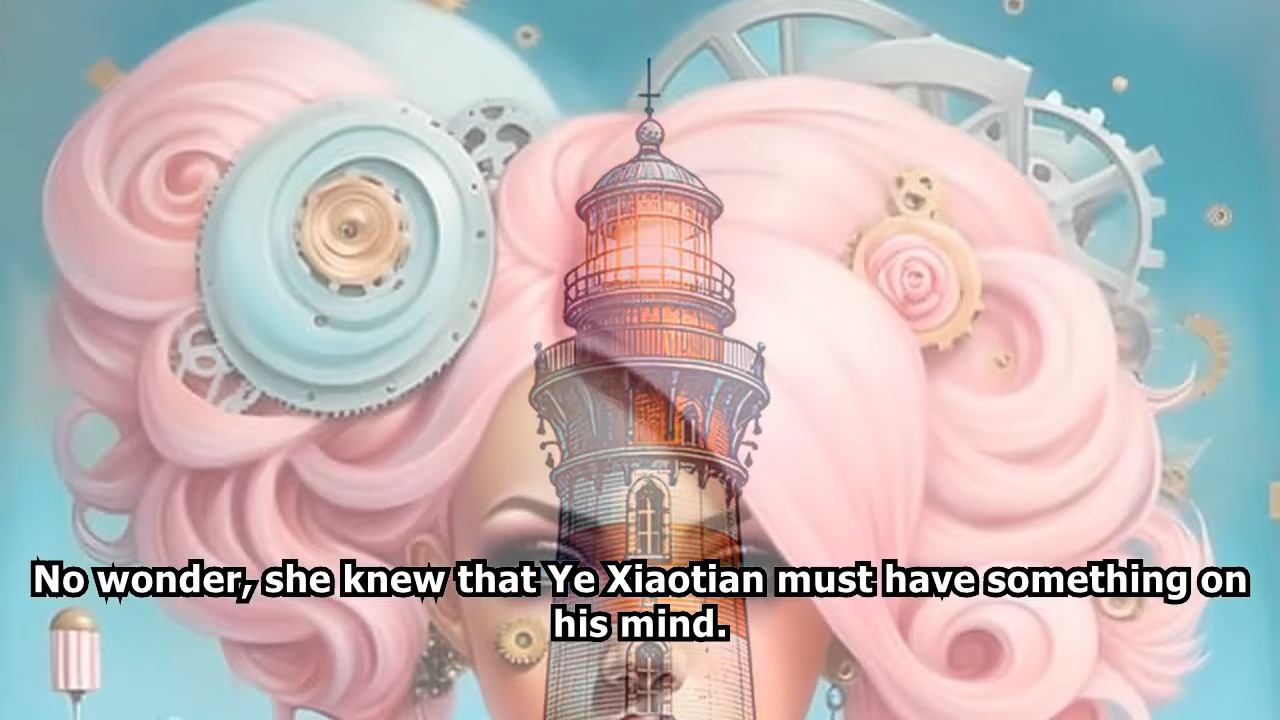 No wonder, she knew that Ye Xiaotian must have something on
his mind.